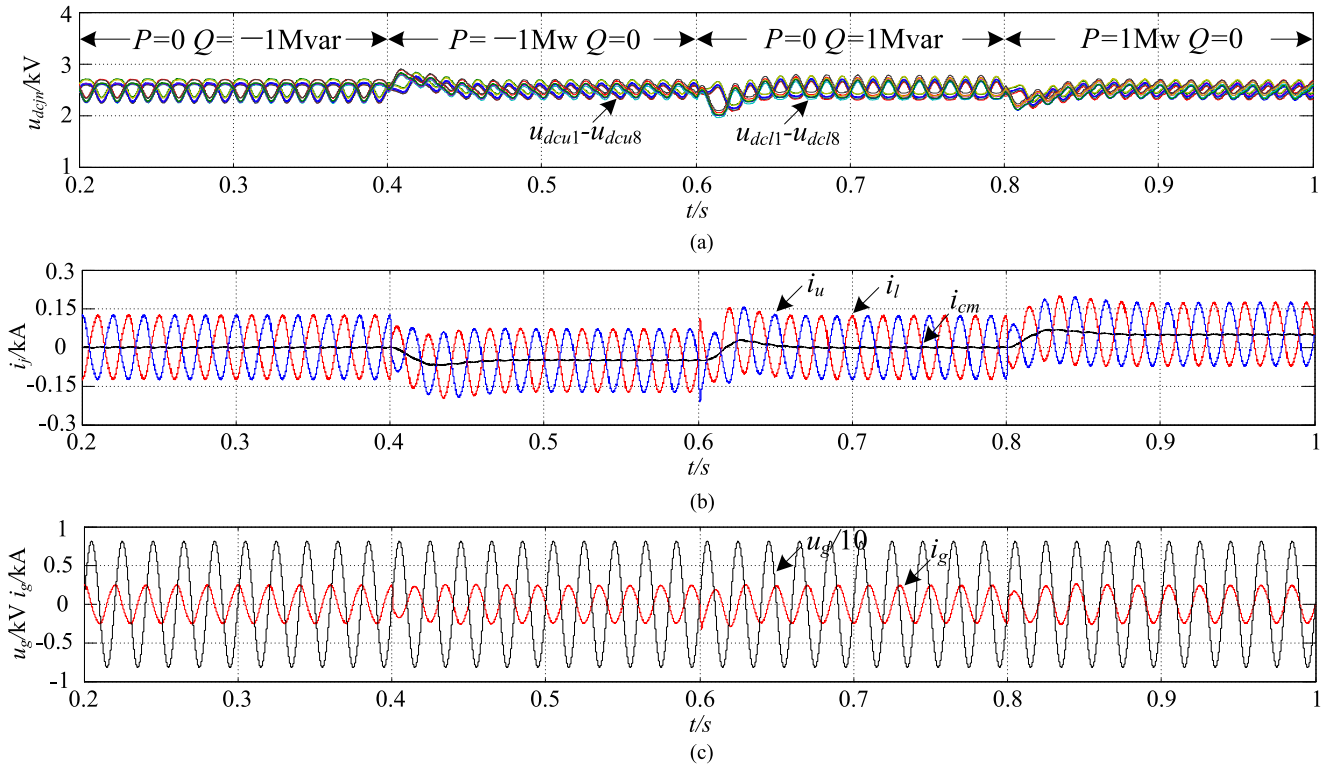 4
3
2
1
u_dcjn/kV
P=0 Q= −1Mvar
P= −1Mw Q=0
P=0 Q=1Mvar
P=1Mw Q=0
u_dcu1-u_dcu8
u_dcl1-u_dcl8
0.2 0.3 0.4 0.5 0.6 0.7 0.8 0.9 1
t/s
(a)
0.3
0.15
0
-0.15
-0.3
i_j/kA
i_u
i_l
i_cm
0.2 0.3 0.4 0.5 0.6 0.7 0.8 0.9 1
t/s
(b)
1
0.5
0
-0.5
-1
u_g/kV i_g/kA
u_g/10
i_g
0.2 0.3 0.4 0.5 0.6 0.7 0.8 0.9 1
t/s
(c)